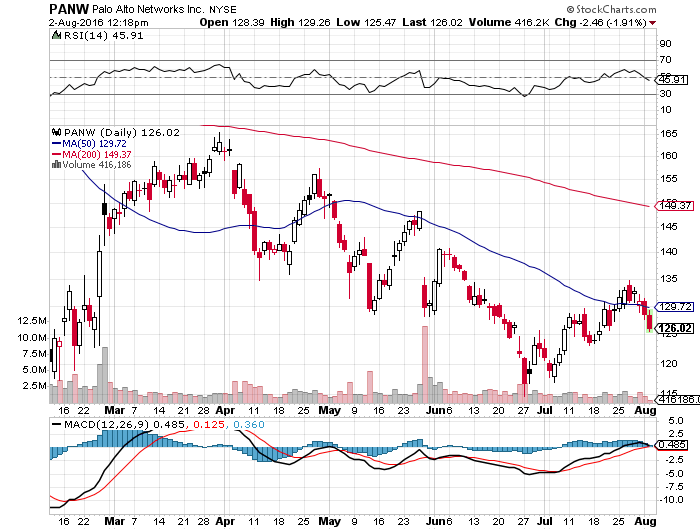 PANW Palo Alto Networks Inc. NYSE © StockCharts.com
2-Aug-2016 12:18pm Open 128.39 High 129.26 Low 125.47 Last 126.02 Volume 416.2K Chg -2.46 (-1.91%)
RSI(14) 45.91
90
70
50
45.91
30
10
PANW (Daily) 126.02
MA(50) 129.72
MA(200) 149.37
Volume 416,186
165
160
155
149.37
145
140
135
129.72
126.02
120
115
12.5M
10.0M
7.5M
5.0M
2.5M
416186.0
16 22 Mar 7 14 21 28 Apr 11 18 25 May 9 16 23 Jun 6 13 20 27 Jul 11 18 25 Aug
MACD(12,26,9) 0.485, 0.125, 0.360
5.0
2.5
0.485
-2.5
-5.0
-7.5
-10.0
16 22 Mar 7 14 21 28 Apr 11 18 25 May 9 16 23 Jun 6 13 20 27 Jul 11 18 25 Aug